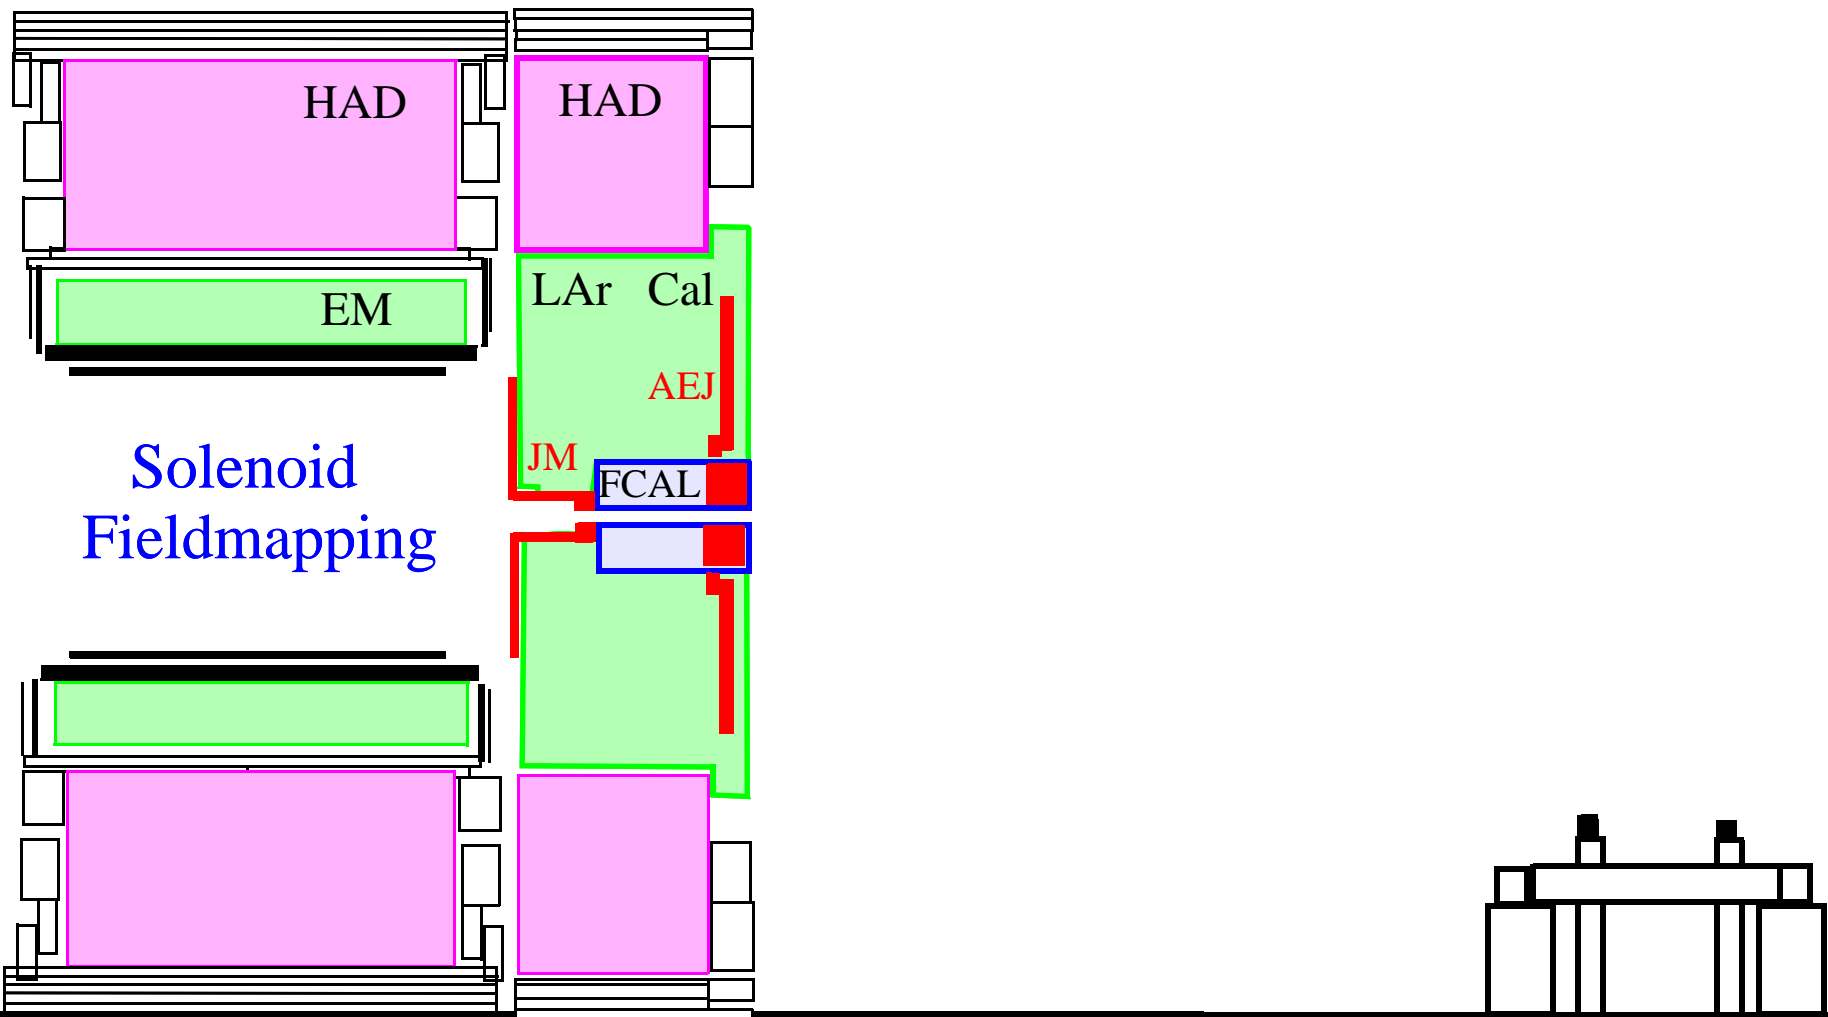 HAD
HAD
LAr Cal
EM
AEJ
JM
FCAL
Solenoid
Fieldmapping